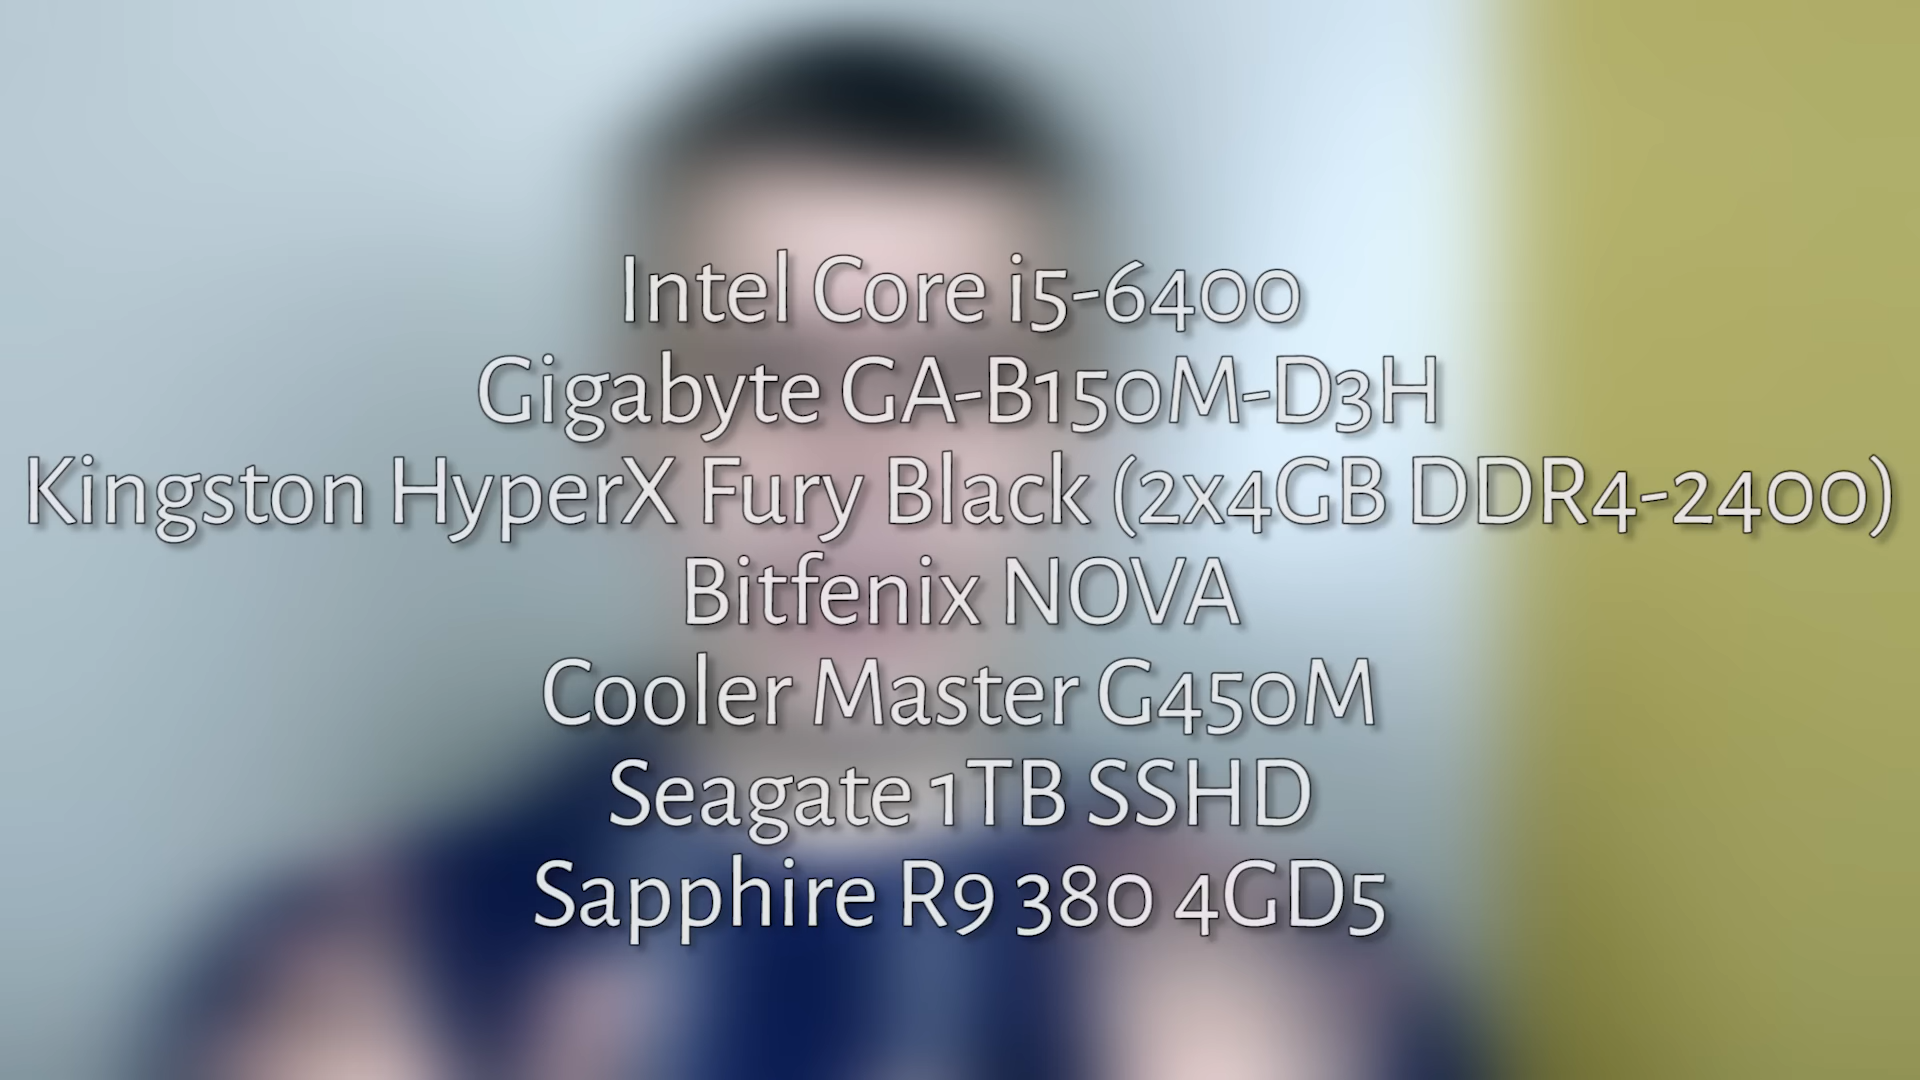 Intel Core i5-6400
Gigabyte GA-B150M-D3H
Kingston HyperX Fury Black (2x4GB DDR4-2400)
Bitfenix NOVA
Cooler Master G450M
Seagate 1TB SSHD
Sapphire R9 380 4GD5